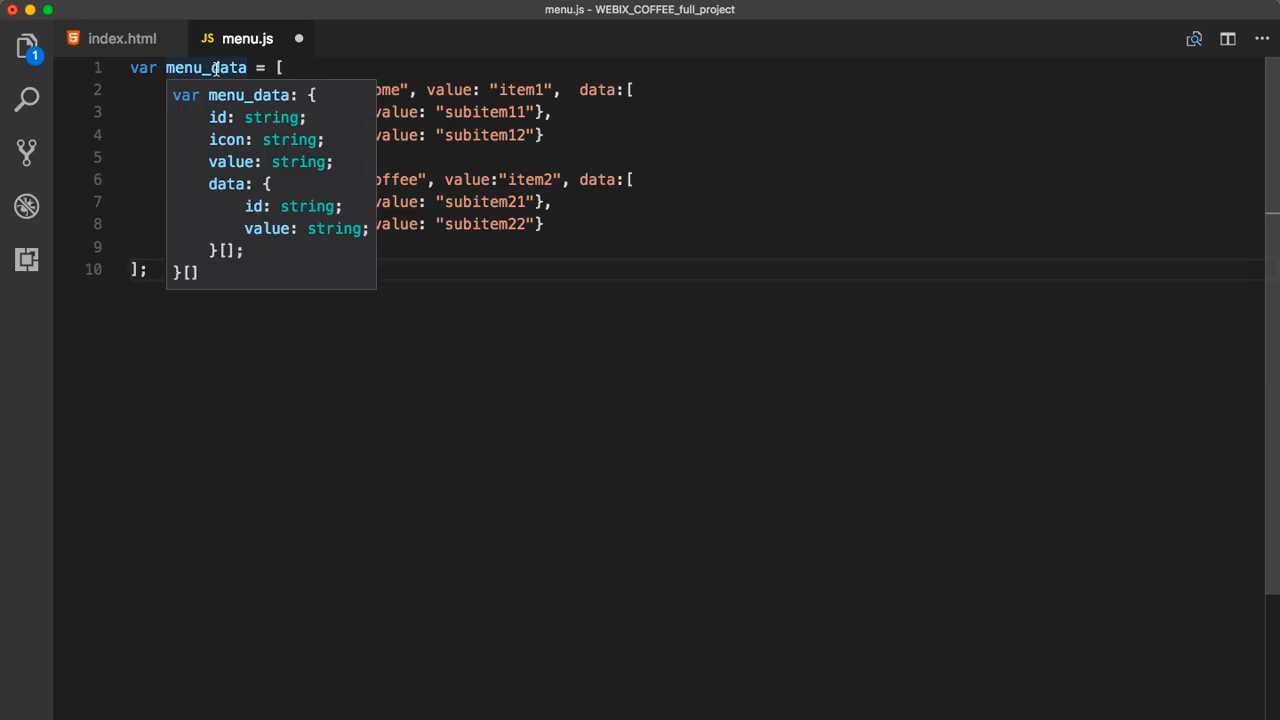 menu.js - WEBIX_COFFEE_full_project
1
index.html
JS menu.js
1 var menu_data = [
2 ome", value: "item1", data:[
3 value: "subitem11"},
4 value: "subitem12"}
5
6 offee", value:"item2", data:[
7 value: "subitem21"},
8 value: "subitem22"}
9
10 ];
var menu_data: {
id: string;
icon: string;
value: string;
data: {
id: string;
value: string;
}[];
}[]